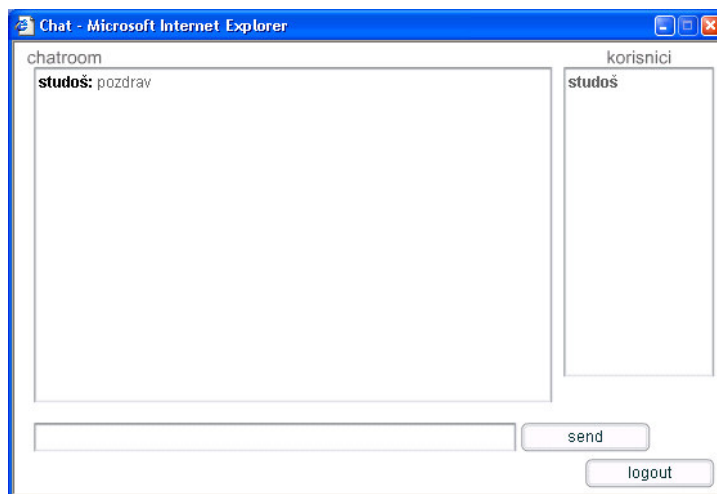 Chat - Microsoft Internet Explorer
chatroom
korisnici
studoš: pozdrav
studoš
send
logout